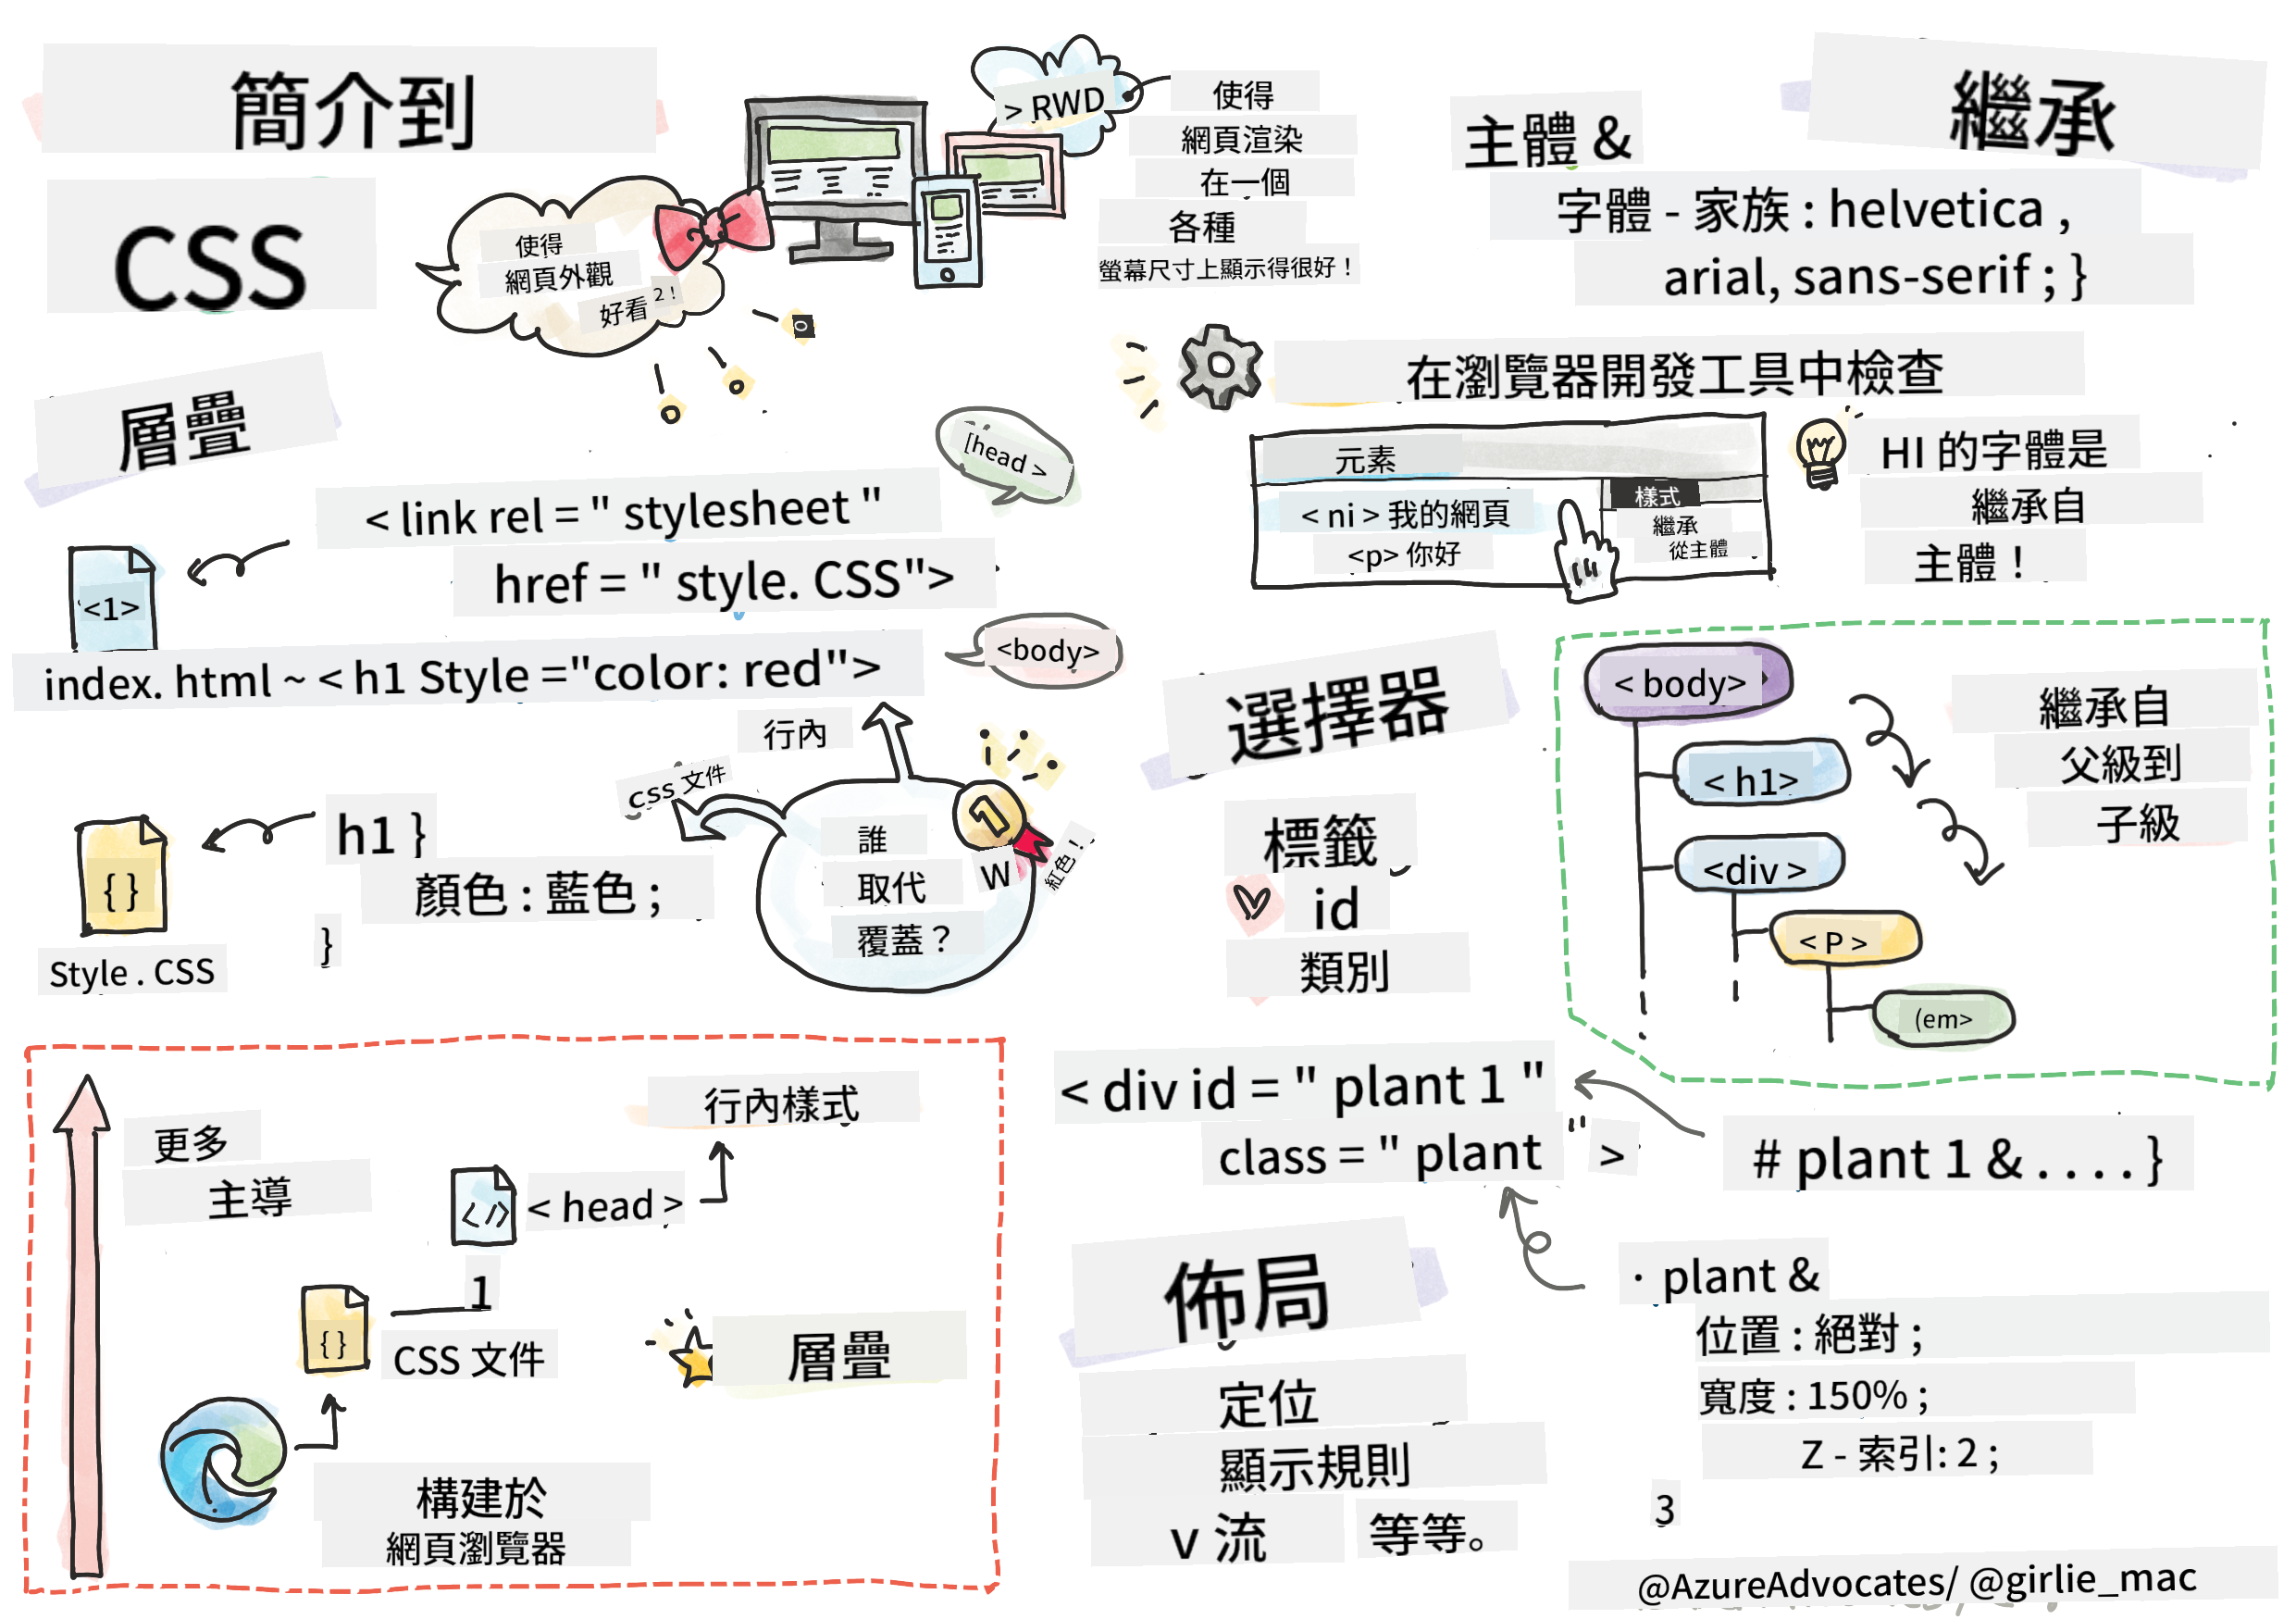 簡介到
CSS
使得
網頁外觀
好看 2 !
> RWD
使得
網頁渲染
在一個
各種
螢幕尺寸上顯示得很好！
層疊
[head >
< link rel = " stylesheet "
href = " style. CSS">
<1>
index. html ~ < h1 Style ="color: red">
<body>
行內
css 文件
h1 }
顏色 : 藍色 ;
}
{ }
Style . CSS
誰
取代
覆蓋？
1
W
紅色！
更多
主導
行內樣式
</>
< head >
1
{ }
CSS 文件
層疊
構建於
網頁瀏覽器
主體 &
繼承
字體 - 家族 : helvetica ,
arial, sans-serif ; }
在瀏覽器開發工具中檢查
元素
< ni > 我的網頁
<p> 你好
樣式
繼承
從主體
HI 的字體是
繼承自
主體！
選擇器
標籤
id
類別
< body>
< h1>
<div >
< P >
(em>
繼承自
父級到
子級
< div id = " plant 1 "
class = " plant " >
# plant 1 & . . . . }
· plant &
位置 : 絕對 ;
寬度 : 150% ;
Z - 索引: 2 ;
3
佈局
定位
顯示規則
v 流 等等。
@AzureAdvocates/ @girlie_mac